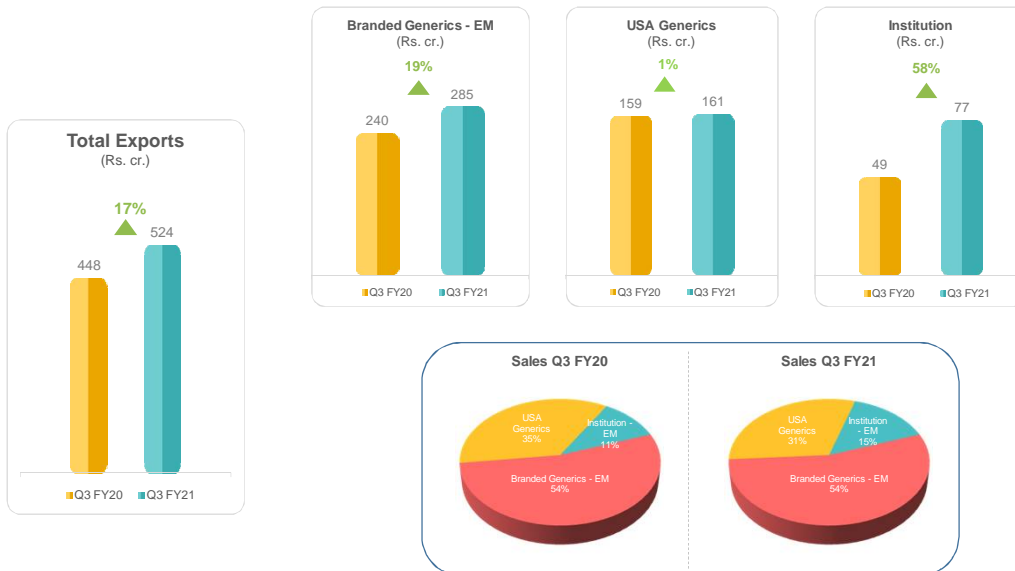 Total Exports
(Rs. cr.)
17%
448
524
Q3 FY20 Q3 FY21
Branded Generics - EM
(Rs. cr.)
19%
240
285
Q3 FY20 Q3 FY21
USA Generics
(Rs. cr.)
1%
159
161
Q3 FY20 Q3 FY21
Institution
(Rs. cr.)
58%
49
77
Q3 FY20 Q3 FY21
Sales Q3 FY20
USA
Generics
35%
Institution -
EM
11%
Branded Generics - EM
54%
Sales Q3 FY21
USA
Generics
31%
Institution
- EM
15%
Branded Generics - EM
54%